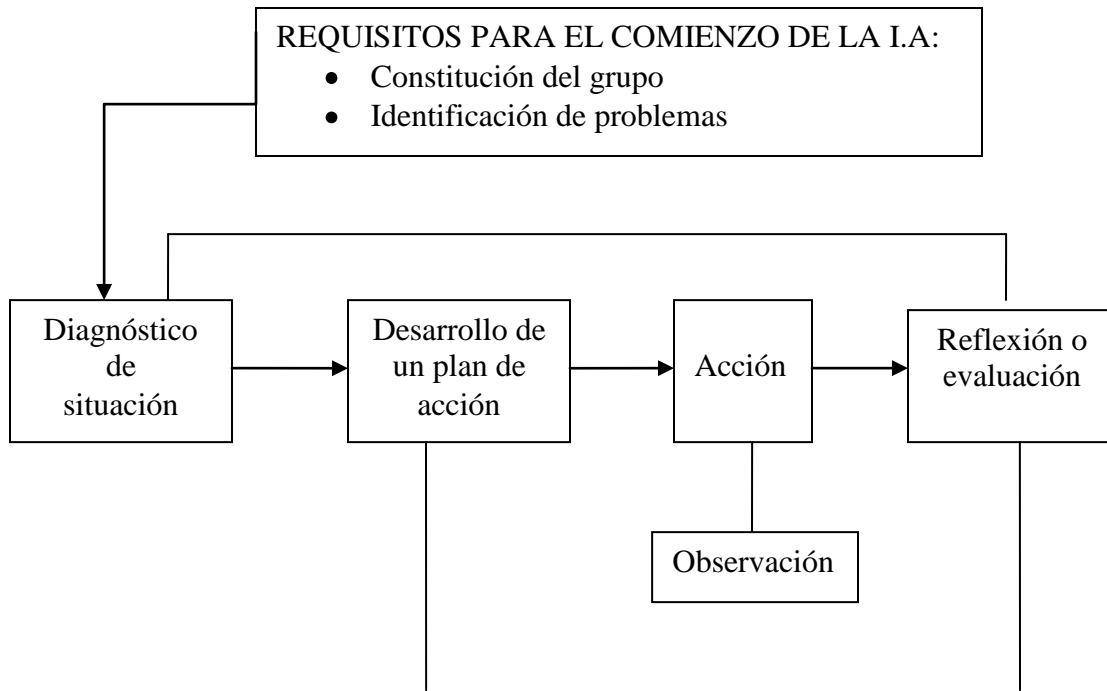 REQUISITOS PARA EL COMIENZO DE LA I.A:
• Constitución del grupo
• Identificación de problemas
Diagnóstico
de
situación
Desarrollo de
un plan de
acción
Acción
Reflexión o
evaluación
Observación